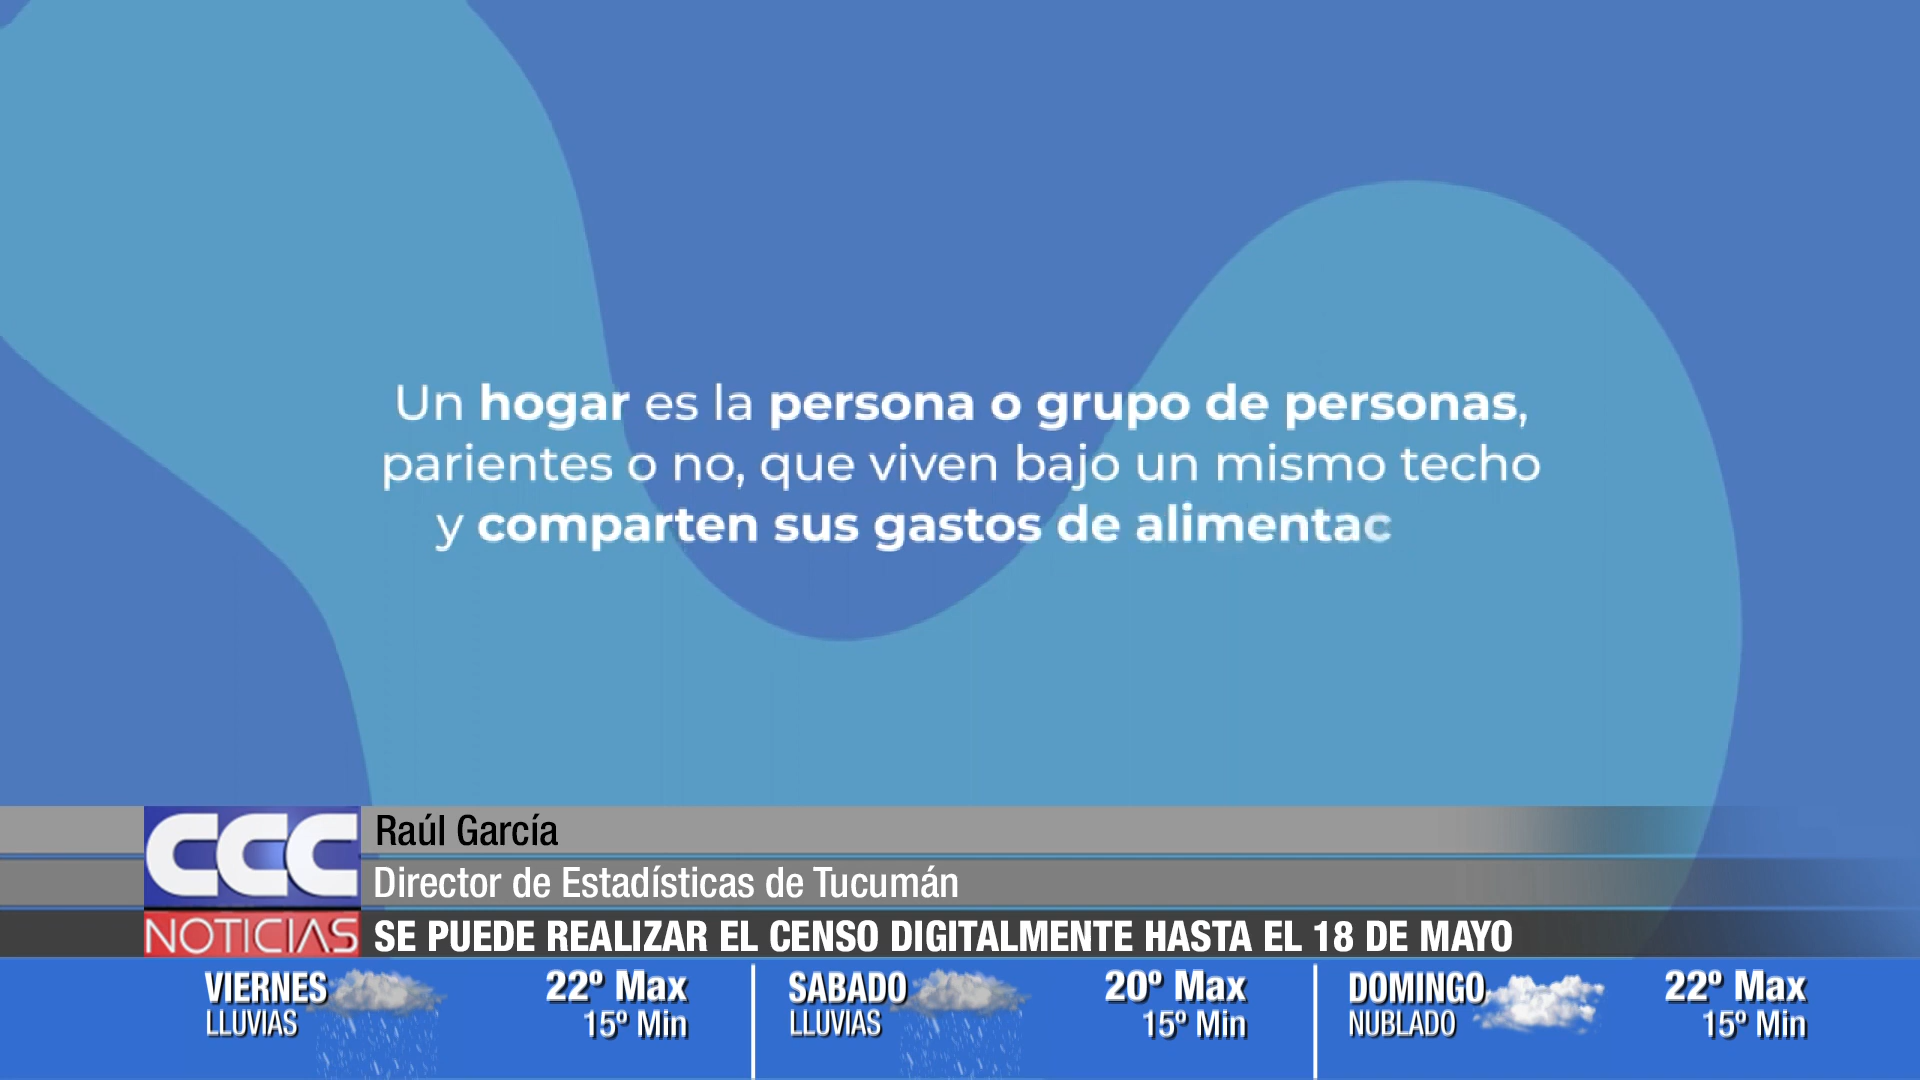 Un hogar es la persona o grupo de personas,
parientes o no, que viven bajo un mismo techo
y comparten sus gastos de alimentac
CCC
NOTICIAS
Raúl García
Director de Estadísticas de Tucumán
SE PUEDE REALIZAR EL CENSO DIGITALMENTE HASTA EL 18 DE MAYO
VIERNES
LLUVIAS
22º Max
15º Min
SABADO
LLUVIAS
20º Max
15º Min
DOMINGO
NUBLADO
22º Max
15º Min